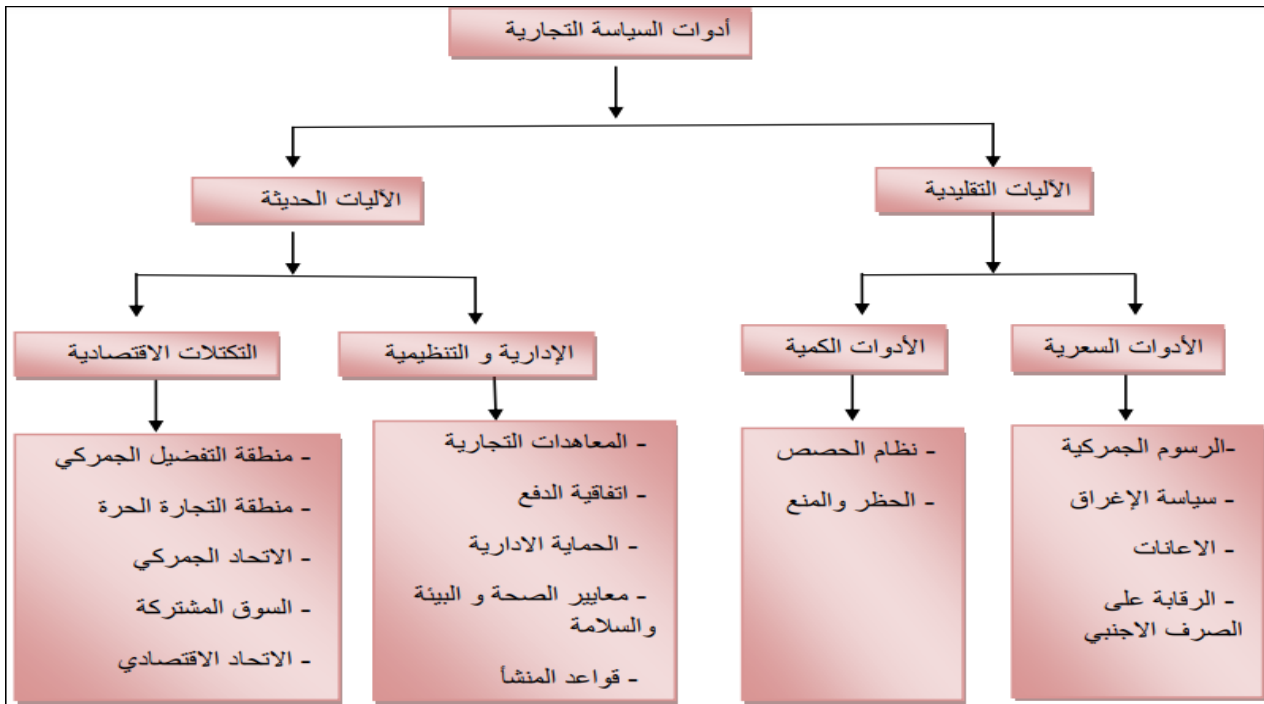 أدوات السياسة التجارية
الآليات التقليدية
الآليات الحديثة
الأدوات السعرية
الأدوات الكمية
الإدارية و التنظيمية
التكتلات الاقتصادية
-الرسوم الجمركية
- سياسة الإغراق
- الاعانات
- الرقابة على
الصرف الاجنبي
- نظام الحصص
- الحظر والمنع
- المعاهدات التجارية
- اتفاقية الدفع
- الحماية الادارية
- معايير الصحة و البيئة
والسلامة
- قواعد المنشأ
- منطقة التفضيل الجمركي
- منطقة التجارة الحرة
- الاتحاد الجمركي
- السوق المشتركة
- الاتحاد الاقتصادي